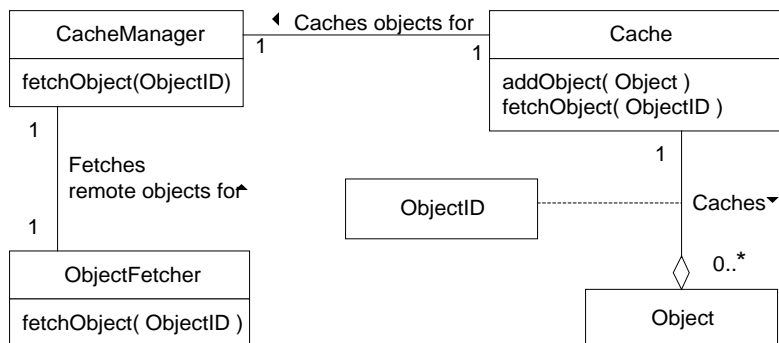 CacheManager
fetchObject(ObjectID)
Caches objects for
1
1
Cache
addObject( Object )
fetchObject( ObjectID )
1
Fetches
remote objects for
1
1
ObjectID
Caches
0..*
ObjectFetcher
fetchObject( ObjectID )
Object